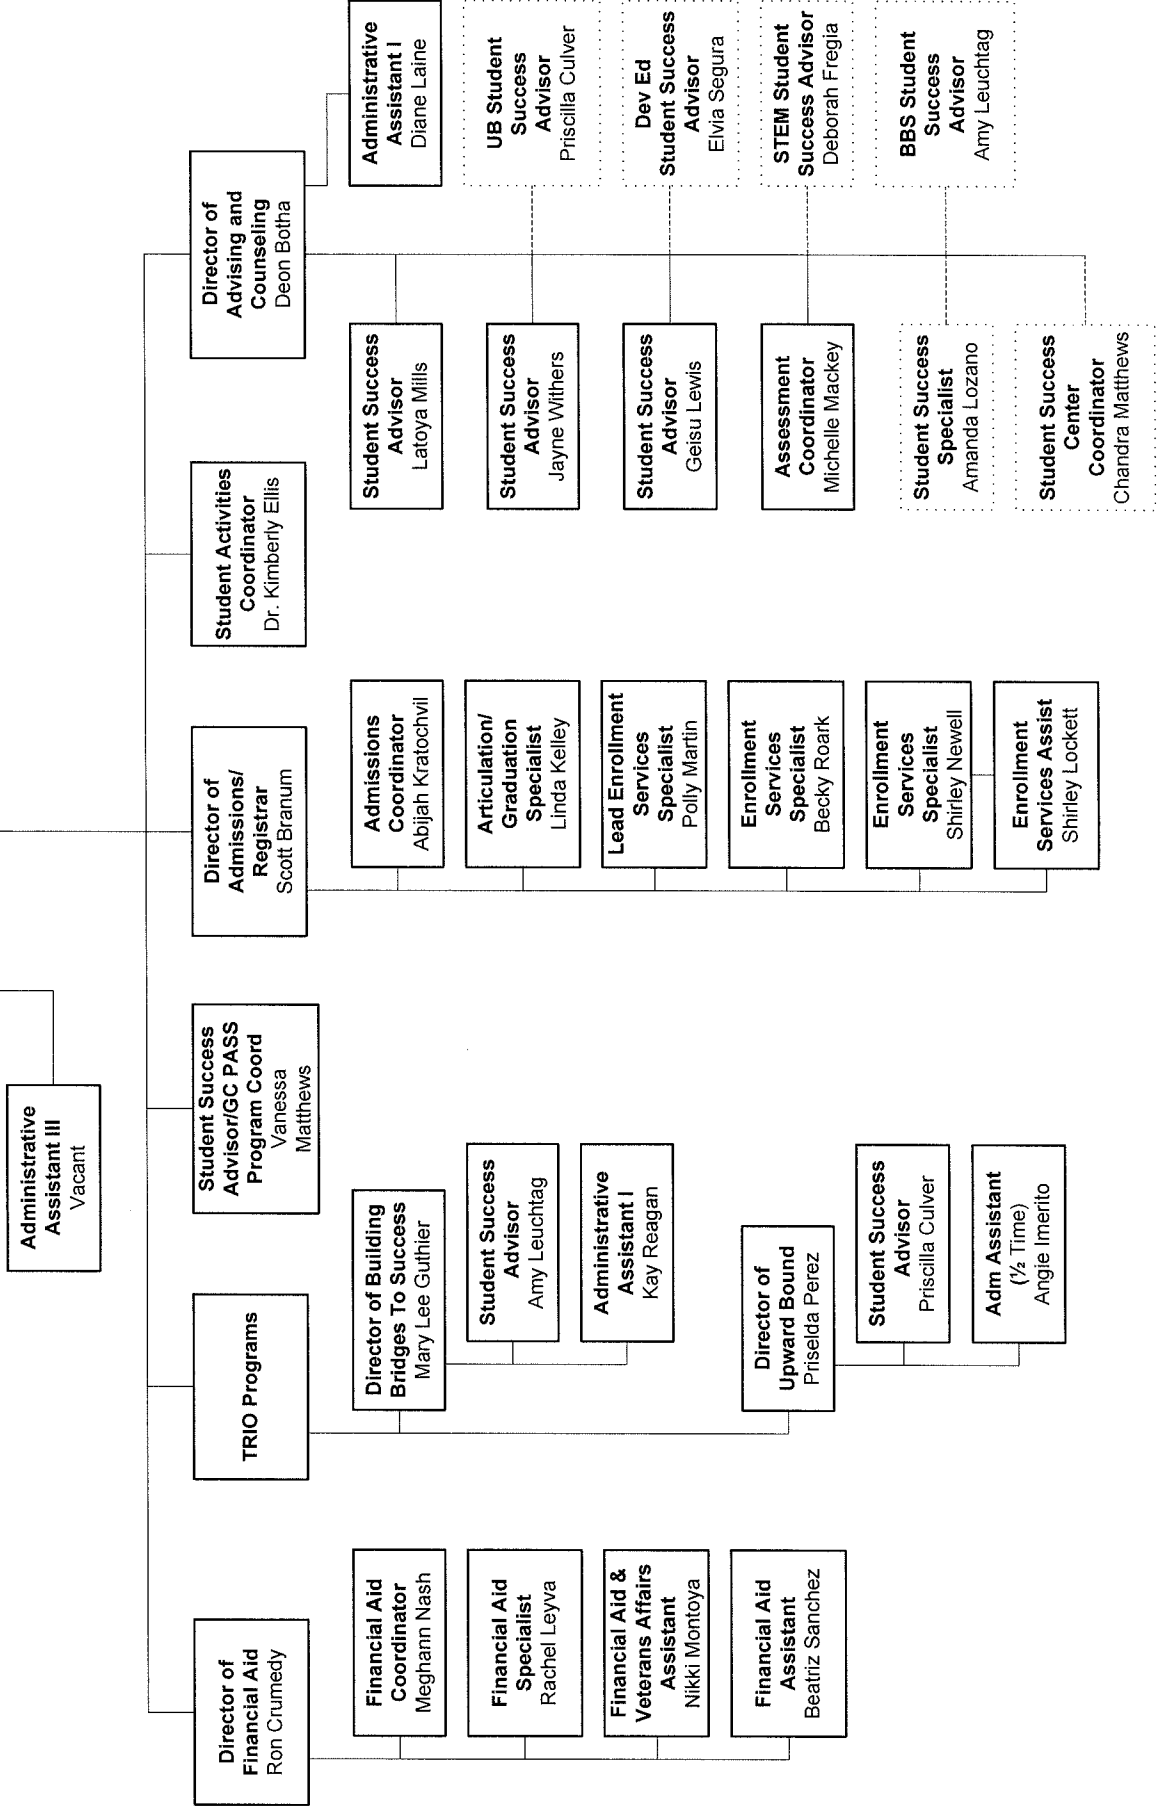 Administrative
Assistant III
Vacant
Director of
Financial Aid
Ron Crumedy
TRIO Programs
Student Success
Advisor/GC PASS
Program Coord
Vanessa
Matthews
Director of
Admissions/
Registrar
Scott Branum
Student Activities
Coordinator
Dr. Kimberly Ellis
Director of
Advising and
Counseling
Deon Botha
Financial Aid
Coordinator
Meghann Nash
Financial Aid
Specialist
Rachel Leyva
Financial Aid &
Veterans Affairs
Assistant
Nikki Montoya
Financial Aid
Assistant
Beatriz Sanchez
Director of Building
Bridges To Success
Mary Lee Guthier
Student Success
Advisor
Amy Leuchtag
Administrative
Assistant I
Kay Reagan
Director of
Upward Bound
Priselda Perez
Student Success
Advisor
Priscilla Culver
Adm Assistant
(½ Time)
Angie Imerito
Admissions
Coordinator
Abijah Kratochvil
Articulation/
Graduation
Specialist
Linda Kelley
Lead Enrollment
Services
Specialist
Polly Martin
Enrollment
Services
Specialist
Becky Roark
Enrollment
Services
Specialist
Shirley Newell
Enrollment
Services Assist
Shirley Lockett
Student Success
Advisor
Latoya Mills
Student Success
Advisor
Jayne Withers
Student Success
Advisor
Geisu Lewis
Assessment
Coordinator
Michelle Mackey
Student Success
Specialist
Amanda Lozano
Student Success
Center
Coordinator
Chandra Matthews
Administrative
Assistant I
Diane Laine
UB Student
Success
Advisor
Priscilla Culver
Dev Ed
Student Success
Advisor
Elvia Segura
STEM Student
Success Advisor
Deborah Fregia
BBS Student
Success
Advisor
Amy Leuchtag